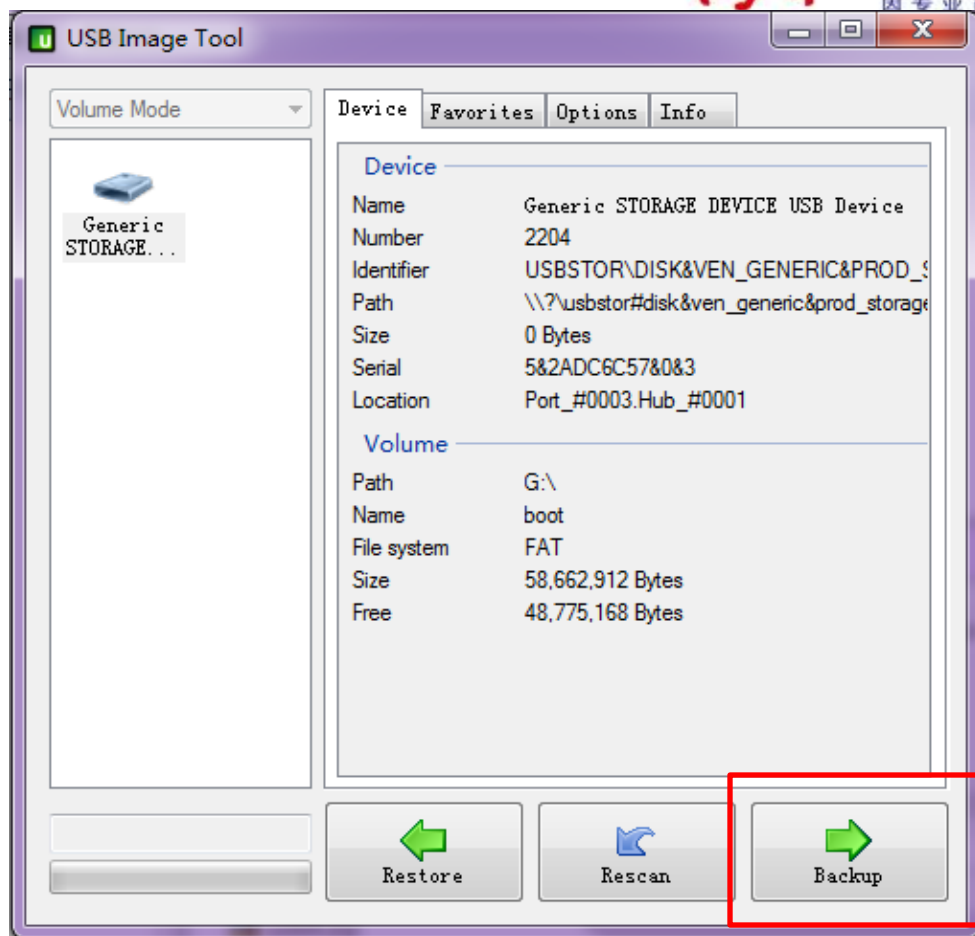 因 专 业
USB Image Tool
Volume Mode
Generic
STORAGE...
Device Favorites Options Info
Device
Name Generic STORAGE DEVICE USB Device
Number 2204
Identifier USBSTOR\DISK&VEN_GENERIC&PROD_S
Path \\?\usbstor#disk&ven_generic&prod_storage
Size 0 Bytes
Serial 5&2ADC6C57&0&3
Location Port_#0003.Hub_#0001
Volume
Path G:\
Name boot
File system FAT
Size 58,662,912 Bytes
Free 48,775,168 Bytes
Restore Rescan Backup